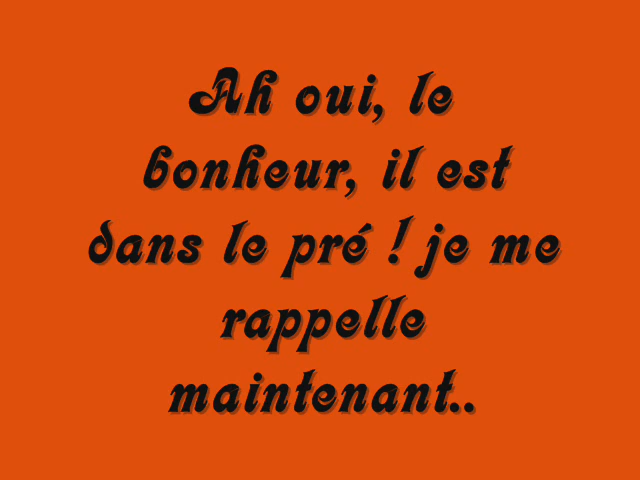 Ah oui, le
bonheur, il est
dans le pré ! je me
rappelle
maintenant..